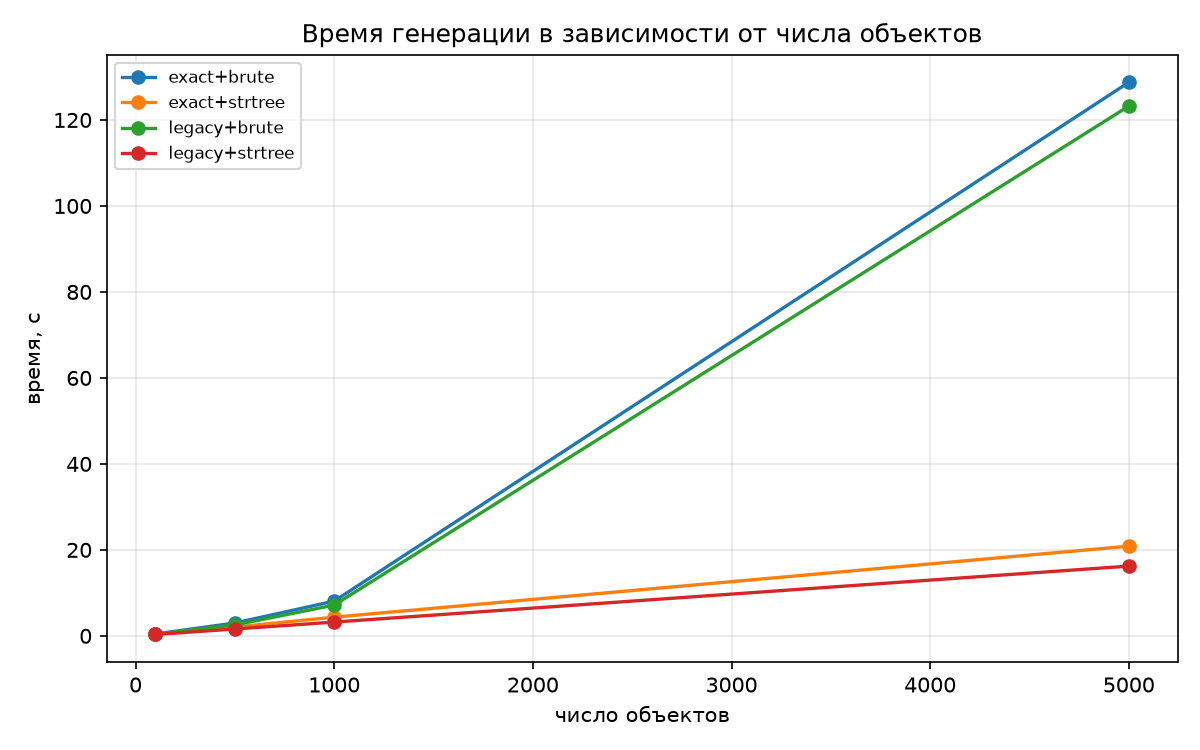 Время генерации в зависимости от числа объектов
exact+brute
exact+strtree
legacy+brute
legacy+strtree
120
100
80
60
40
20
0
время, с
0 1000 2000 3000 4000 5000
число объектов